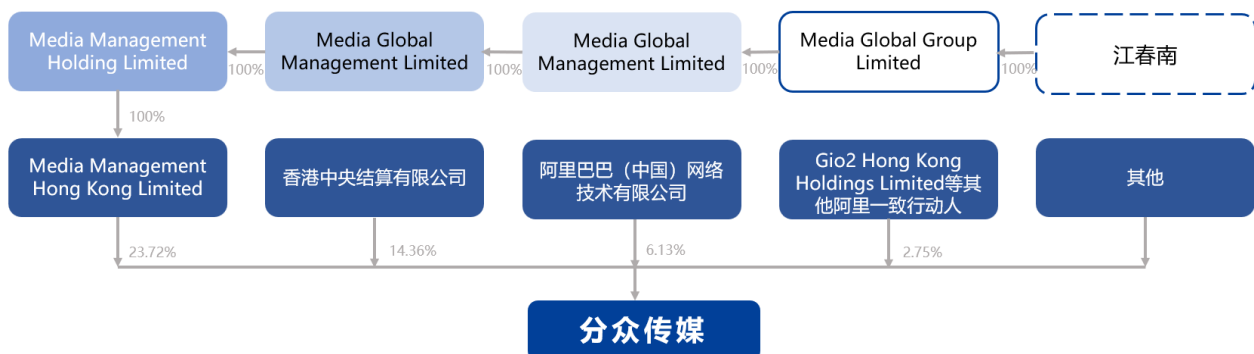 Media Management
Holding Limited
100%
Media Global
Management Limited
100%
Media Global
Management Limited
100%
Media Global Group
Limited
100%
江春南
100%
Media Management
Hong Kong Limited
香港中央结算有限公司
阿里巴巴（中国）网络
技术有限公司
Gio2 Hong Kong
Holdings Limited等其
他阿里一致行动人
其他
23.72%
14.36%
6.13%
2.75%
分众传媒